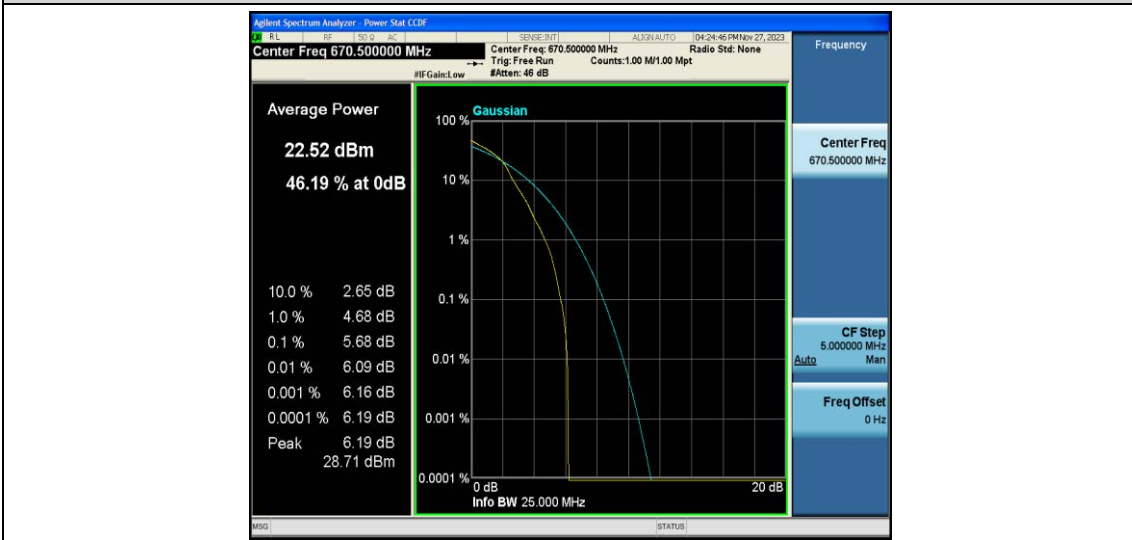 Agilent Spectrum Analyzer - Power Stat CCDF
LXI RL RF 50 Ω AC SENSE:INT ALIGN AUTO 04:24:46 PM Nov 27, 2023
Center Freq 670.500000 MHz Center Freq: 670.500000 MHz Radio Std: None
Trig: Free Run Counts:1.00 M/1.00 Mpt
#IFGain:Low #Atten: 46 dB
Frequency
Average Power
22.52 dBm
46.19 % at 0dB
10.0 % 2.65 dB
1.0 % 4.68 dB
0.1 % 5.68 dB
0.01 % 6.09 dB
0.001 % 6.16 dB
0.0001 % 6.19 dB
Peak 6.19 dB
28.71 dBm
Gaussian
100 %
10 %
1 %
0.1 %
0.01 %
0.001 %
0.0001 %
0 dB 20 dB
Info BW 25.000 MHz
Center Freq
670.500000 MHz
CF Step
5.000000 MHz
Auto Man
Freq Offset
0 Hz
MSG STATUS